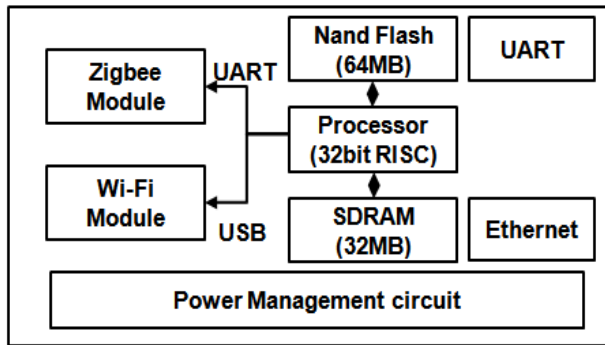 Zigbee
Module
UART
Nand Flash
(64MB)
UART
Processor
(32bit RISC)
Wi-Fi
Module
USB
SDRAM
(32MB)
Ethernet
Power Management circuit